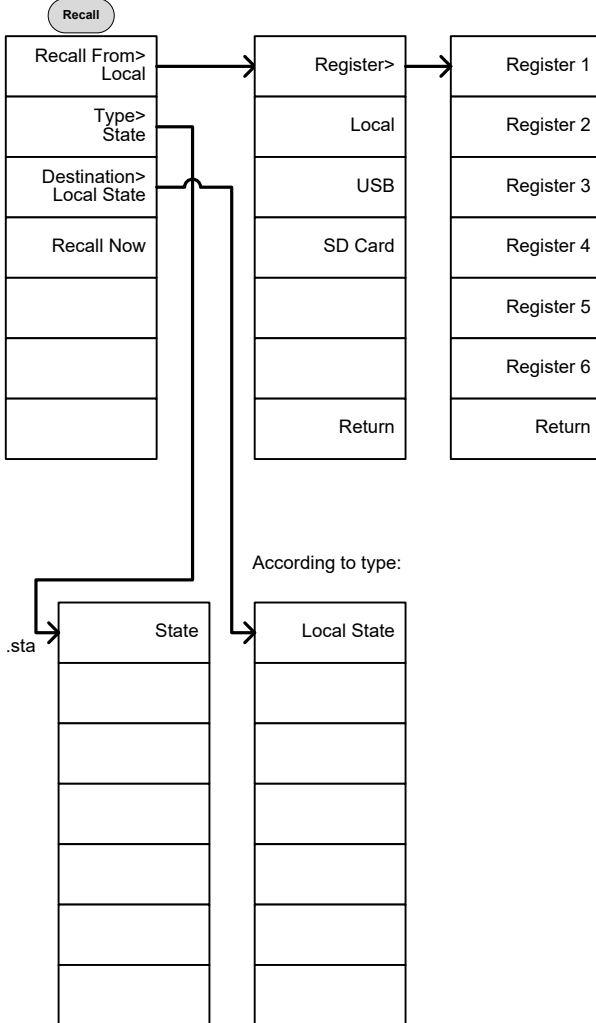 Recall
Recall From>
Local
Type>
State
Destination>
Local State
Recall Now
Register>
Local
USB
SD Card
Return
Register 1
Register 2
Register 3
Register 4
Register 5
Register 6
Return
According to type:
.sta
State
Local State